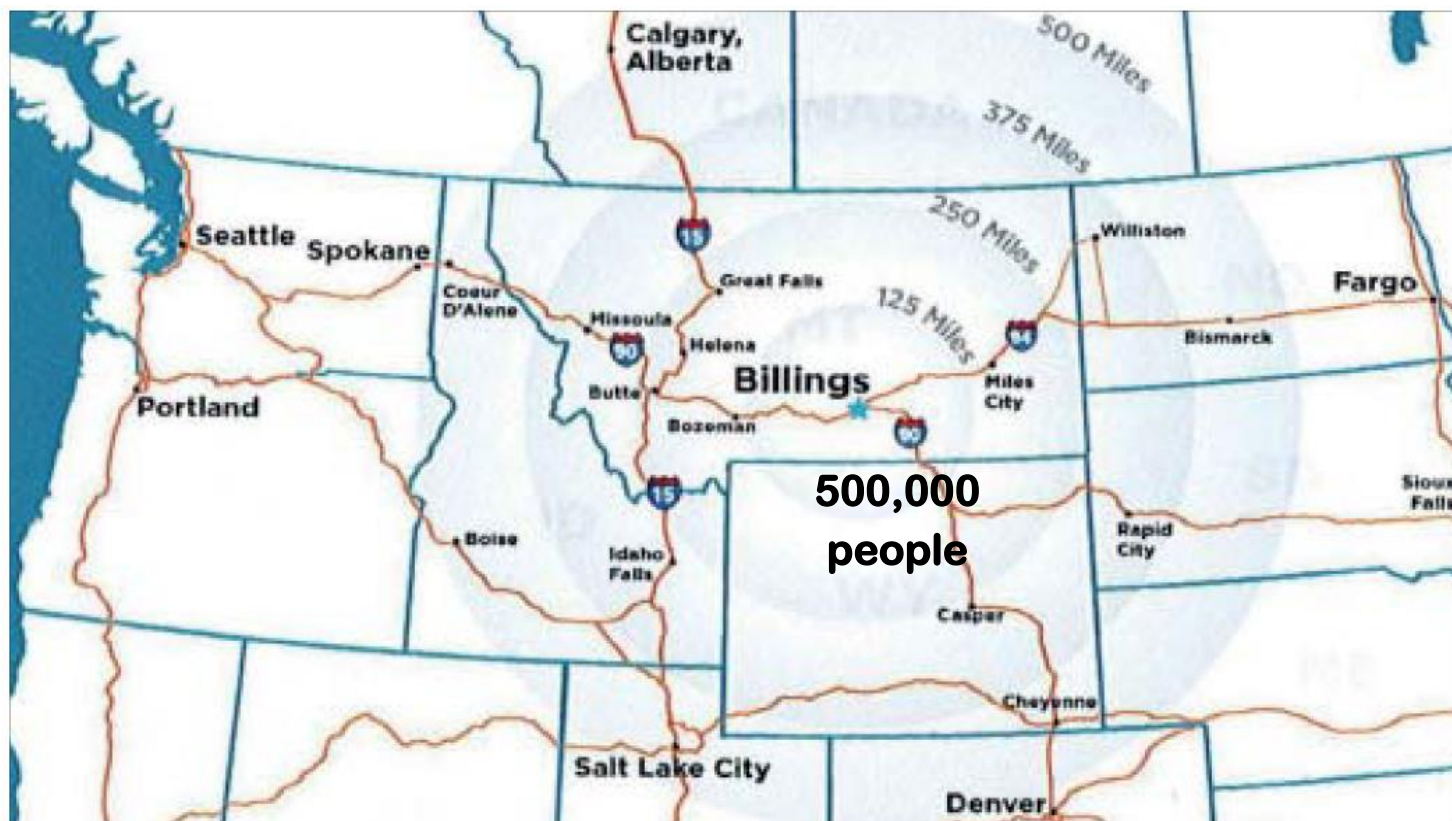 Calgary,
Alberta
500 Miles
375 Miles
250 Miles
125 Miles
15
Seattle
Spokane
Coeur
D'Alene
Great Falls
Williston
Missoula
90
Helena
94
Fargo
Bismarck
Billings
Butte
Miles
City
Portland
Bozeman
90
15
500,000
people
Sioux
Falls
Rapid
City
Boise
Idaho
Falls
Casper
Cheyenne
Salt Lake City
Denver